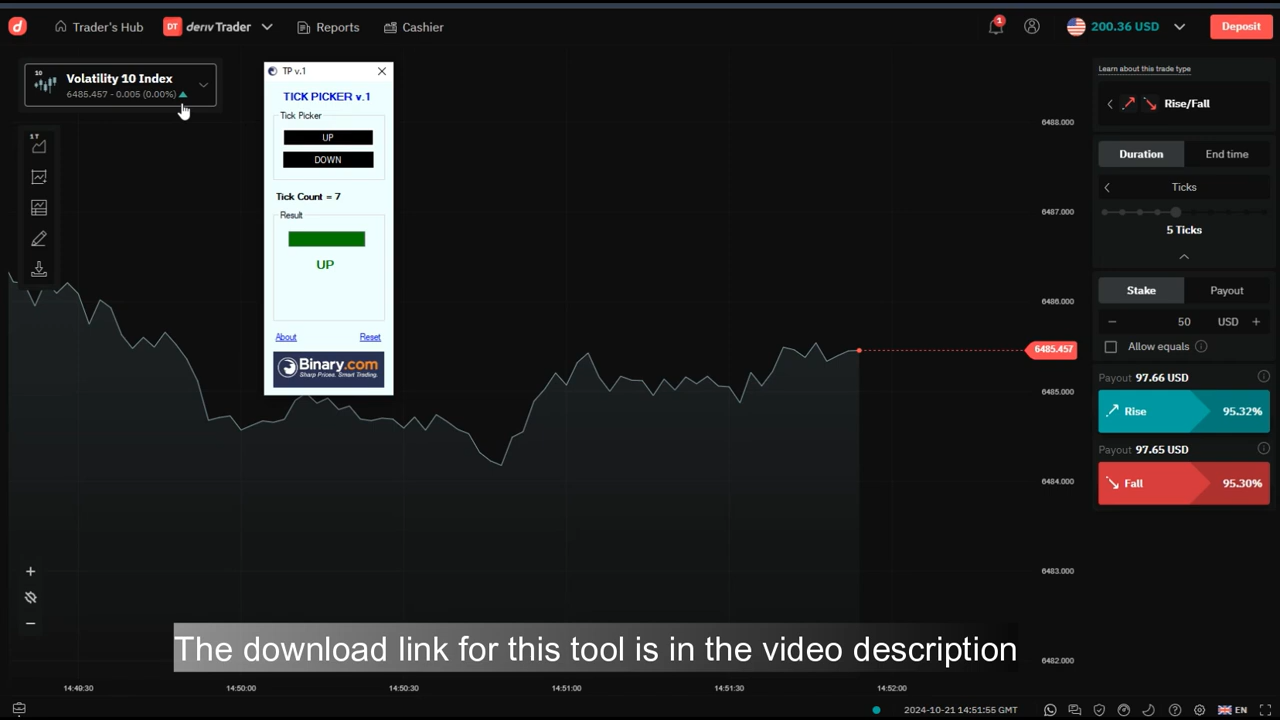 Trader's Hub
DT deriv Trader
Reports
Cashier
1
200.36 USD
Deposit
10
Volatility 10 Index
6485.457 - 0.005 (0.00%)
1 T
TP v.1
TICK PICKER v.1
Tick Picker
UP
DOWN
Tick Count = 7
Result
UP
About
Reset
Binary.com
Sharp Prices. Smart Trading.
6488.000
6487.000
6486.000
6485.457
6485.000
6484.000
6483.000
6482.000
Learn about this trade type
Rise/Fall
Duration
End time
Ticks
5 Ticks
Stake
Payout
− 50 USD +
Allow equals
Payout 97.66 USD
Rise 95.32%
Payout 97.65 USD
Fall 95.30%
The download link for this tool is in the video description
14:49:30
14:50:00
14:50:30
14:51:00
14:51:30
14:52:00
2024-10-21 14:51:55 GMT
EN